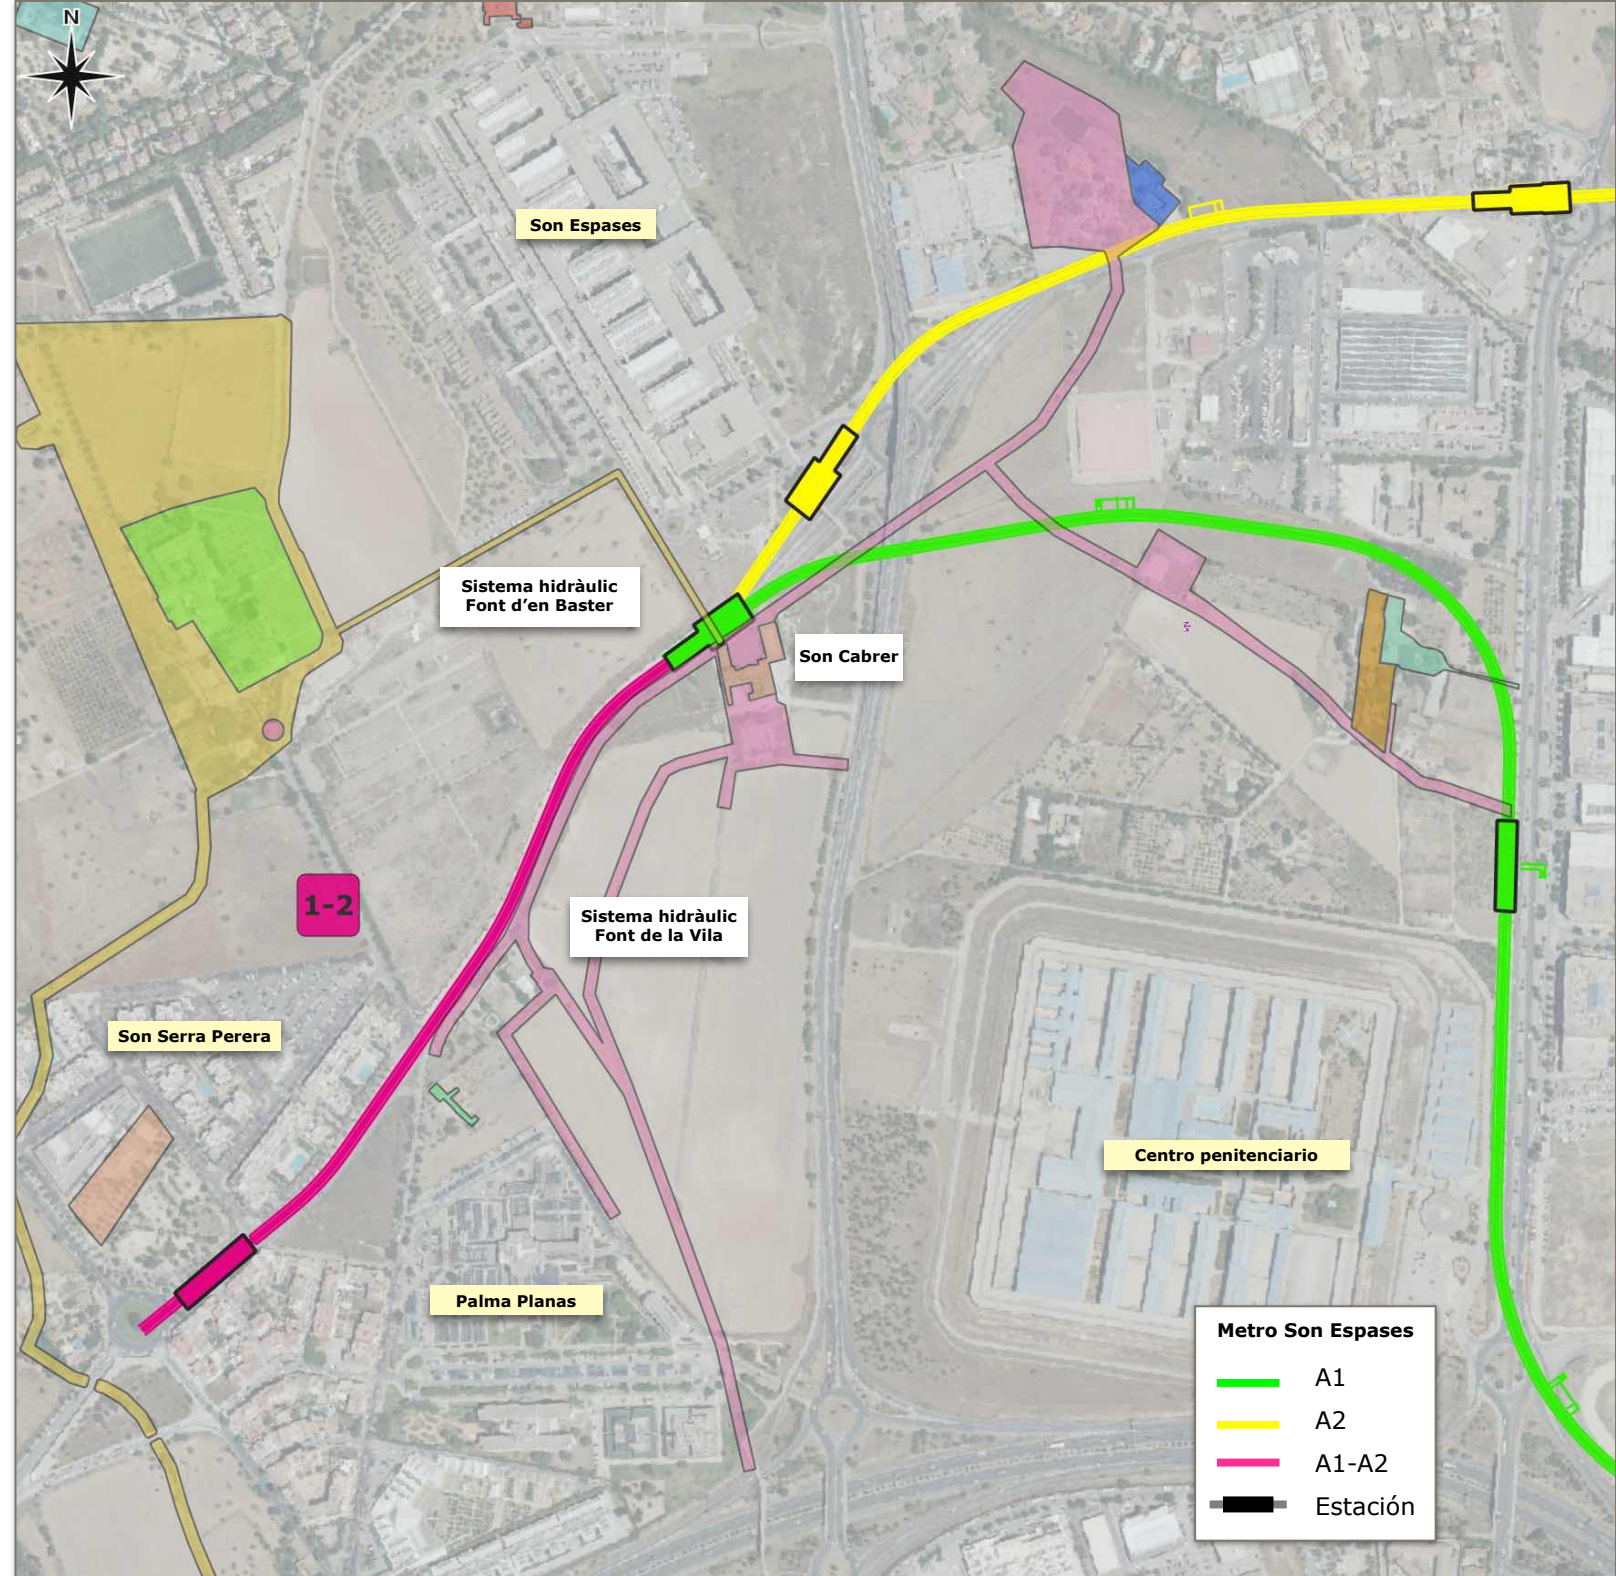 N
Son Espases
Sistema hidràulic
Font d'en Baster
Son Cabrer
1-2
Sistema hidràulic
Font de la Vila
Son Serra Perera
Centro penitenciario
Palma Planas
Metro Son Espases
A1
A2
A1-A2
Estación